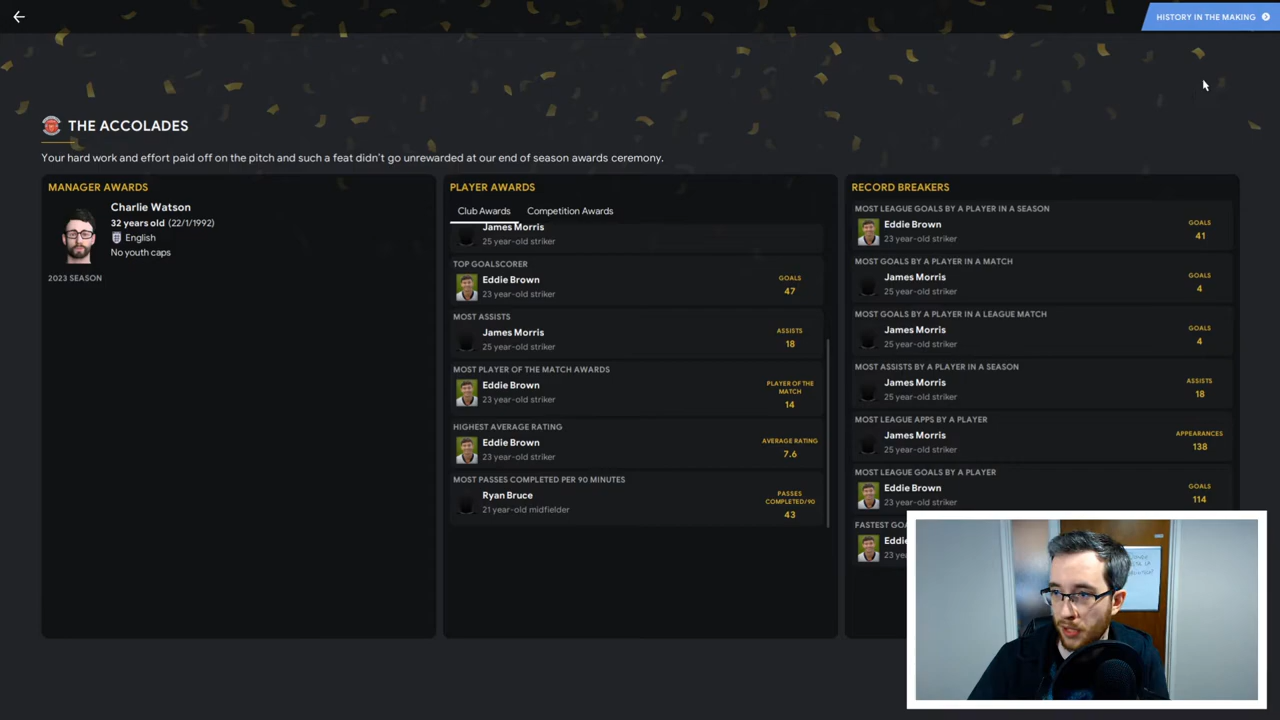 HISTORY IN THE MAKING
THE ACCOLADES
Your hard work and effort paid off on the pitch and such a feat didn't go unrewarded at our end of season awards ceremony.
MANAGER AWARDS
Charlie Watson
32 years old (22/1/1992)
English
No youth caps
2023 SEASON
PLAYER AWARDS
Club Awards Competition Awards
James Morris
25 year-old striker
TOP GOALSCORER
Eddie Brown
23 year-old striker
GOALS
47
MOST ASSISTS
James Morris
25 year-old striker
ASSISTS
18
MOST PLAYER OF THE MATCH AWARDS
Eddie Brown
23 year-old striker
PLAYER OF THE
MATCH
14
HIGHEST AVERAGE RATING
Eddie Brown
23 year-old striker
AVERAGE RATING
7.6
MOST PASSES COMPLETED PER 90 MINUTES
Ryan Bruce
21 year-old midfielder
PASSES
COMPLETED/90
43
RECORD BREAKERS
MOST LEAGUE GOALS BY A PLAYER IN A SEASON
Eddie Brown
23 year-old striker
GOALS
41
MOST GOALS BY A PLAYER IN A MATCH
James Morris
25 year-old striker
GOALS
4
MOST GOALS BY A PLAYER IN A LEAGUE MATCH
James Morris
25 year-old striker
GOALS
4
MOST ASSISTS BY A PLAYER IN A SEASON
James Morris
25 year-old striker
ASSISTS
18
MOST LEAGUE APPS BY A PLAYER
James Morris
25 year-old striker
APPEARANCES
138
MOST LEAGUE GOALS BY A PLAYER
Eddie Brown
23 year-old striker
GOALS
114
FASTEST GOA
Eddie
23 ye